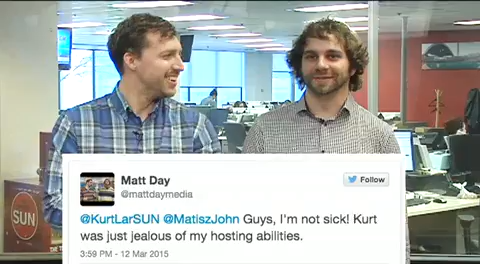 SUN
Matt Day
@mattdaymedia
Follow
@KurtLarSUN @MatiszJohn Guys, I'm not sick! Kurt
was just jealous of my hosting abilities.
3:59 PM - 12 Mar 2015